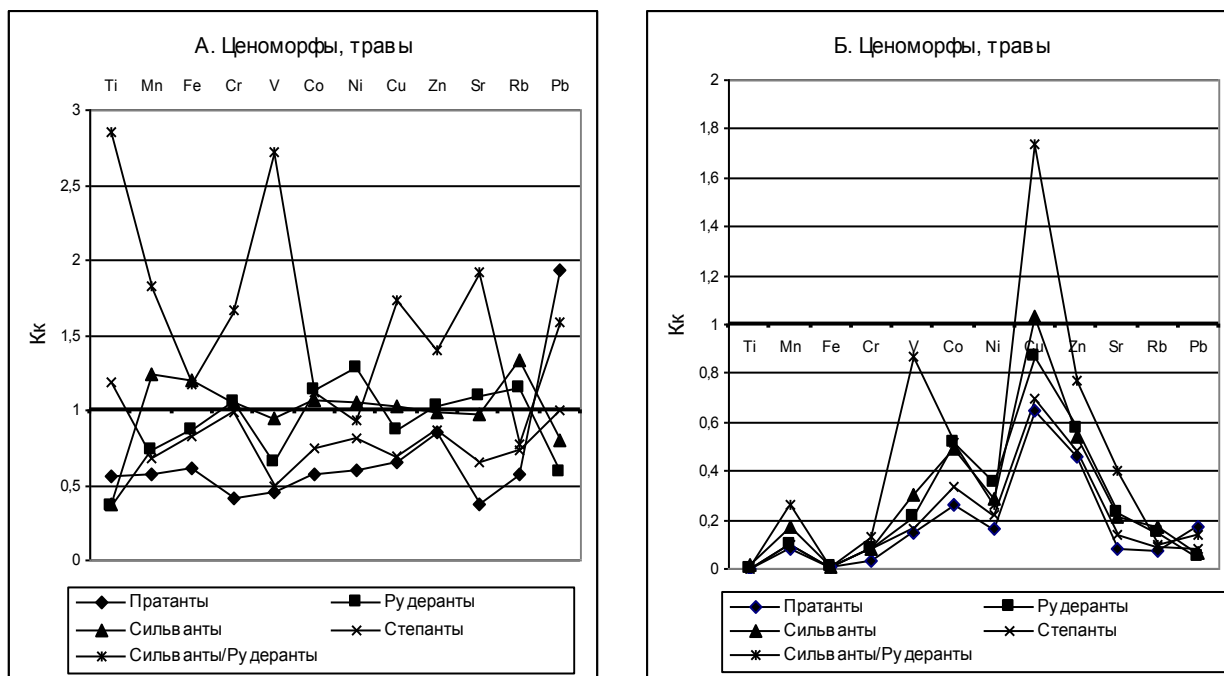 А. Ценоморфы, травы
Ti Mn Fe Cr V Co Ni Cu Zn Sr Rb Pb
3
2,5
2
1,5
1
0,5
0
Кк
Пратанты
Рудеранты
Сильванты
Степанты
Сильванты/Рудеранты
Б. Ценоморфы, травы
2
1,8
1,6
1,4
1,2
1
0,8
0,6
0,4
0,2
0
Кк
Ti Mn Fe Cr V Co Ni Cu Zn Sr Rb Pb
Пратанты
Рудеранты
Сильванты
Степанты
Сильванты/Рудеранты